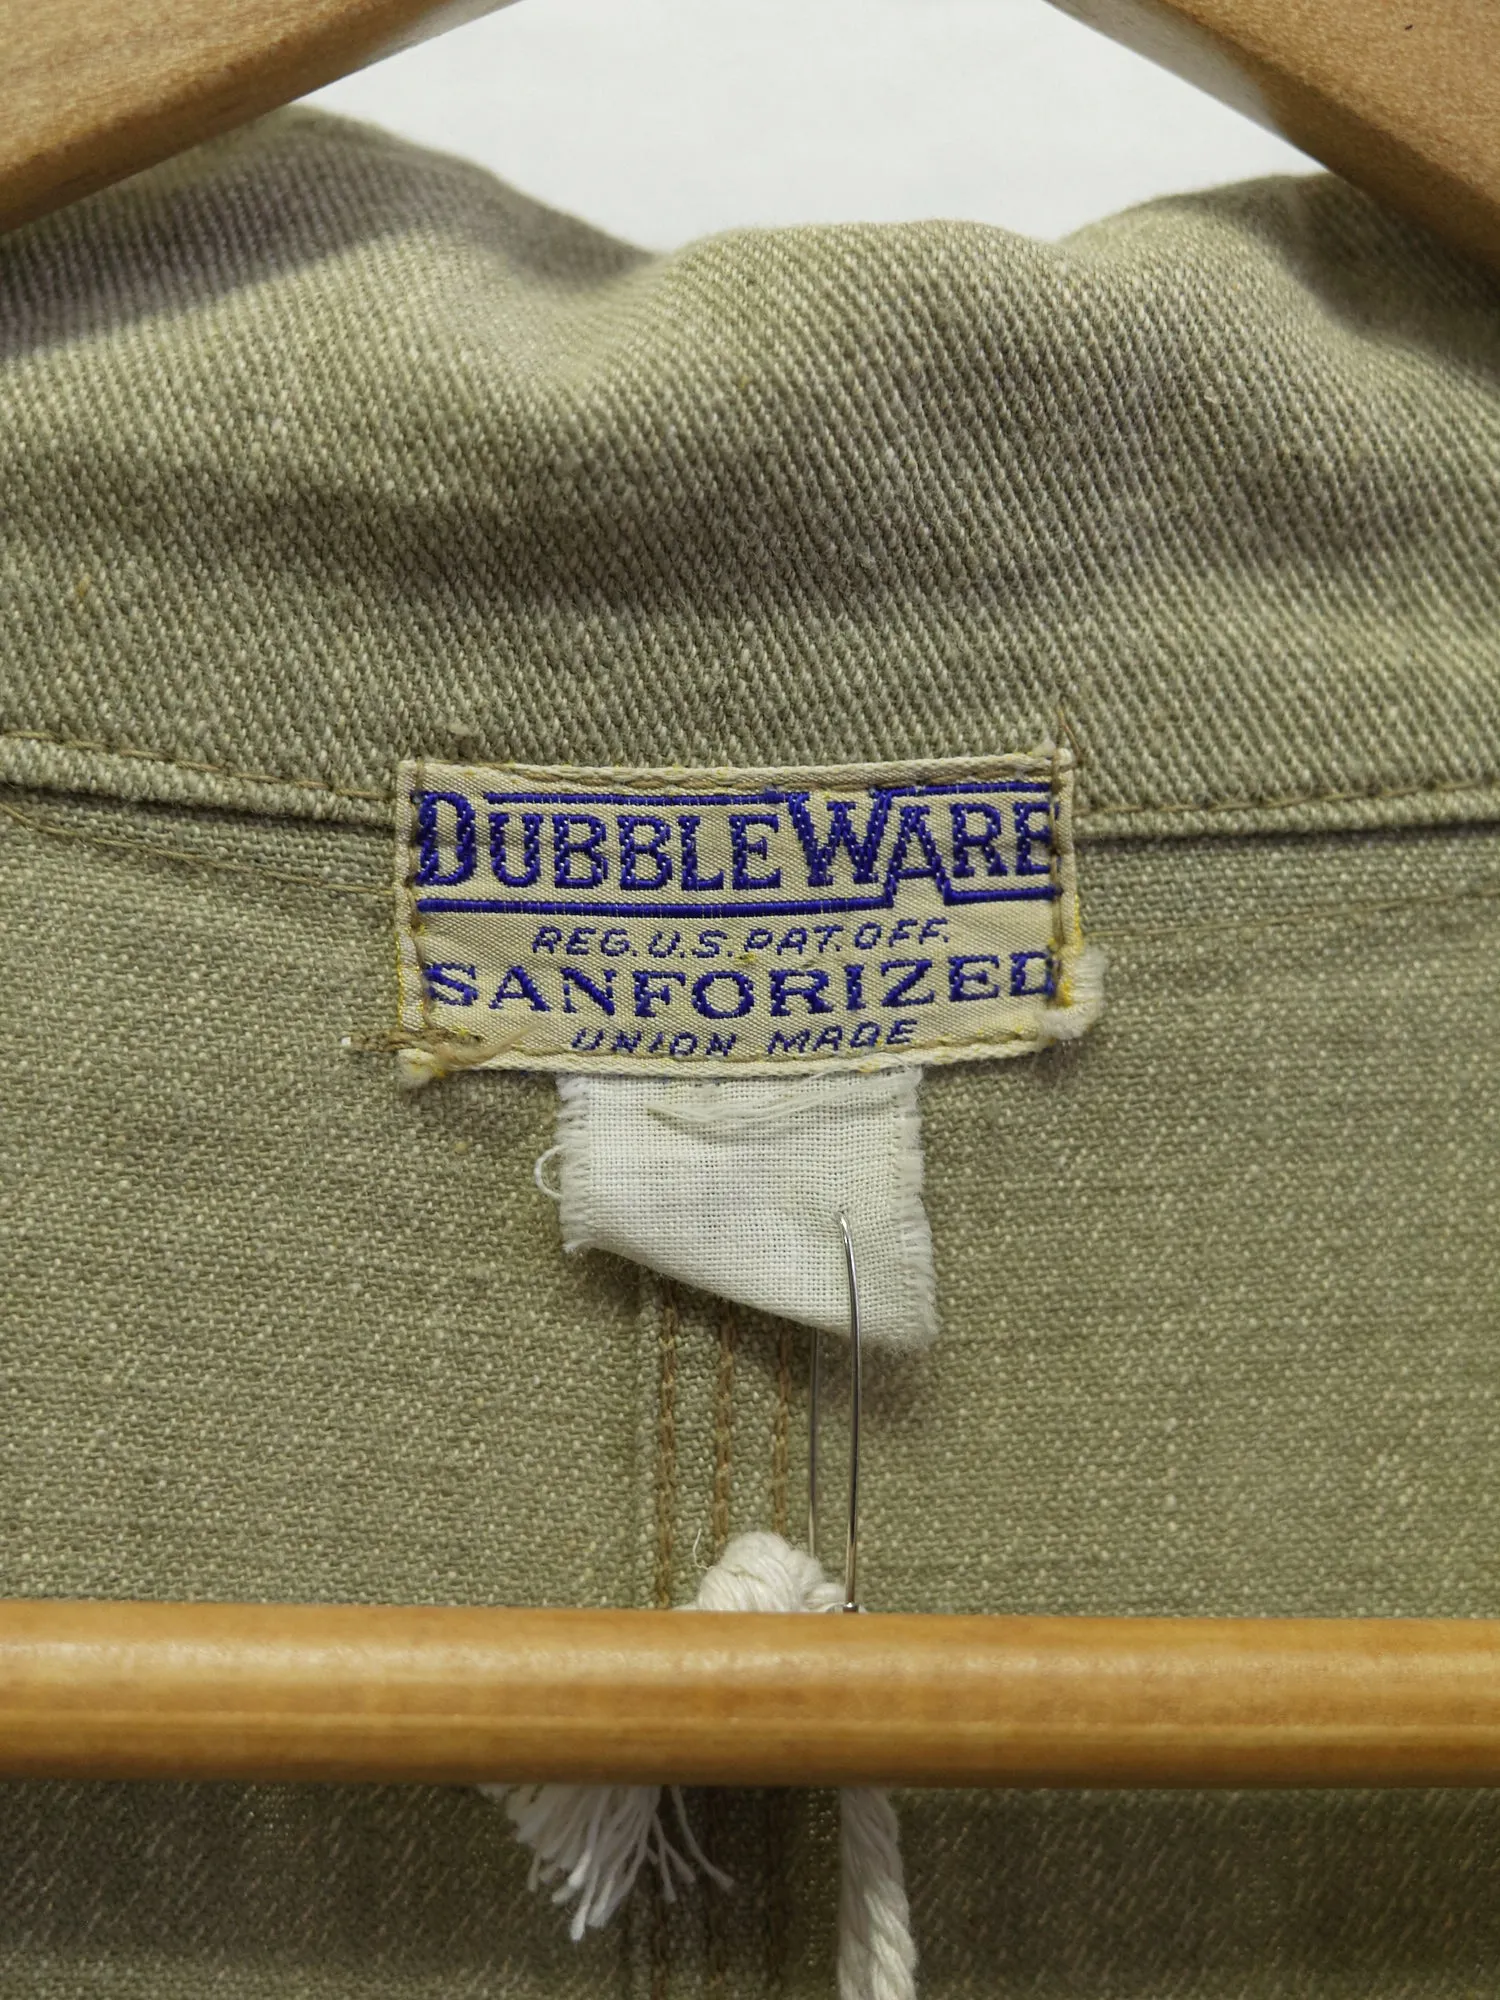 DUBBLEWARE
REG. U.S. PAT. OFF.
SANFORIZED
UNION MADE